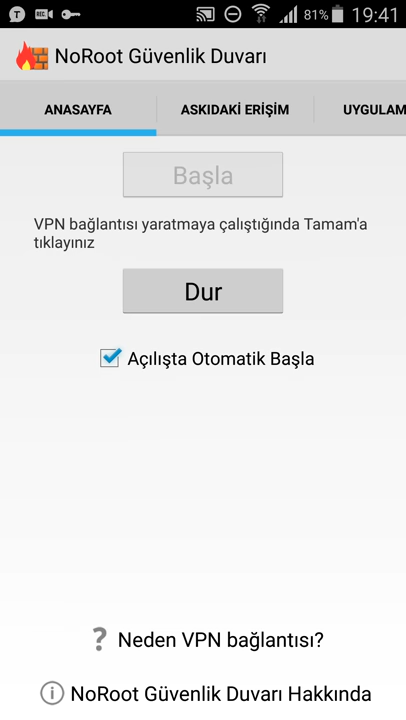 T
REC
81%
19:41
NoRoot Güvenlik Duvarı
ANASAYFA
ASKIDAKİ ERİŞİM
UYGULAM
Başla
VPN bağlantısı yaratmaya çalıştığında Tamam'a
tıklayınız
Dur
Açılışta Otomatik Başla
? Neden VPN bağlantısı?
i NoRoot Güvenlik Duvarı Hakkında